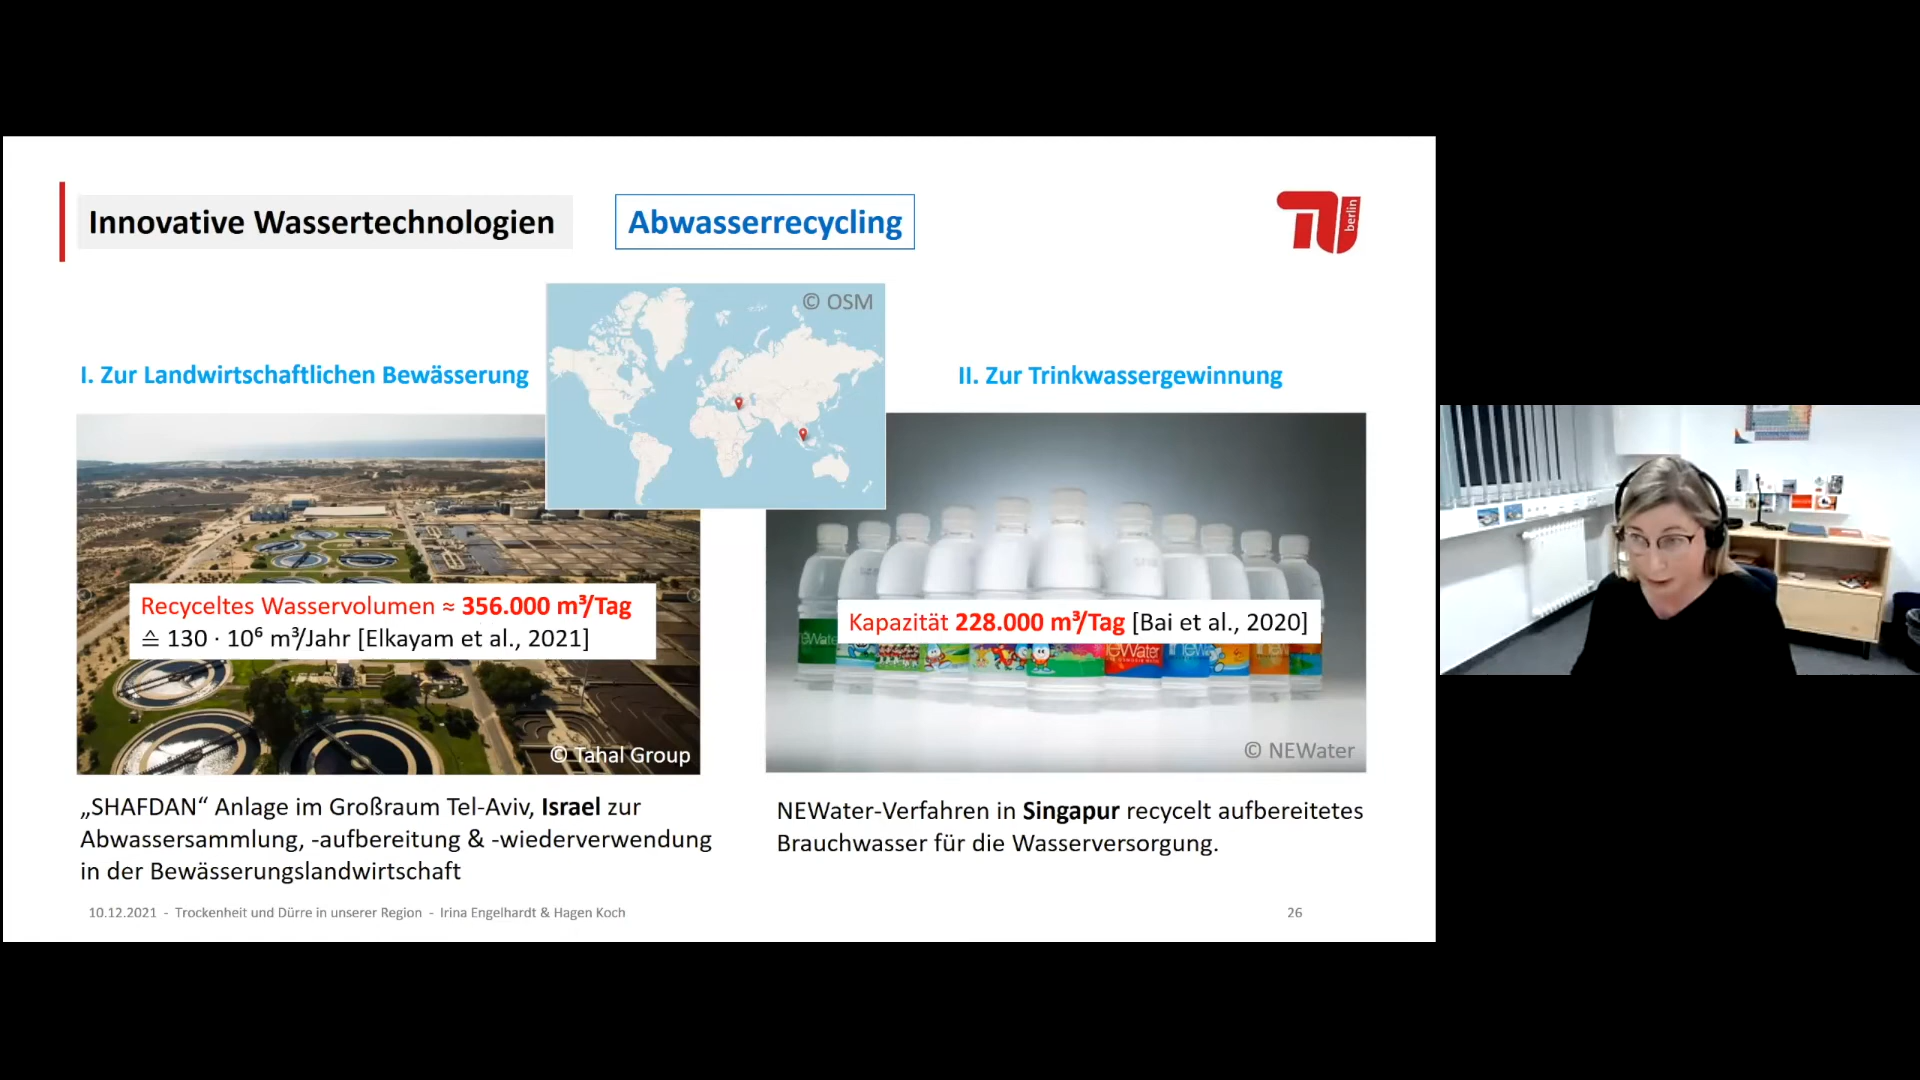 Innovative Wassertechnologien
Abwasserrecycling
TU berlin
© OSM
I. Zur Landwirtschaftlichen Bewässerung
II. Zur Trinkwassergewinnung
Recyceltes Wasservolumen ≈ 356.000 m³/Tag
≙ 130 · 10⁶ m³/Jahr [Elkayam et al., 2021]
© Tahal Group
Kapazität 228.000 m³/Tag [Bai et al., 2020]
newater
© NEWater
„SHAFDAN“ Anlage im Großraum Tel-Aviv, Israel zur
Abwassersammlung, -aufbereitung & -wiederverwendung
in der Bewässerungslandwirtschaft
NEWater-Verfahren in Singapur recycelt aufbereitetes
Brauchwasser für die Wasserversorgung.
10.12.2021 - Trockenheit und Dürre in unserer Region - Irina Engelhardt & Hagen Koch
26